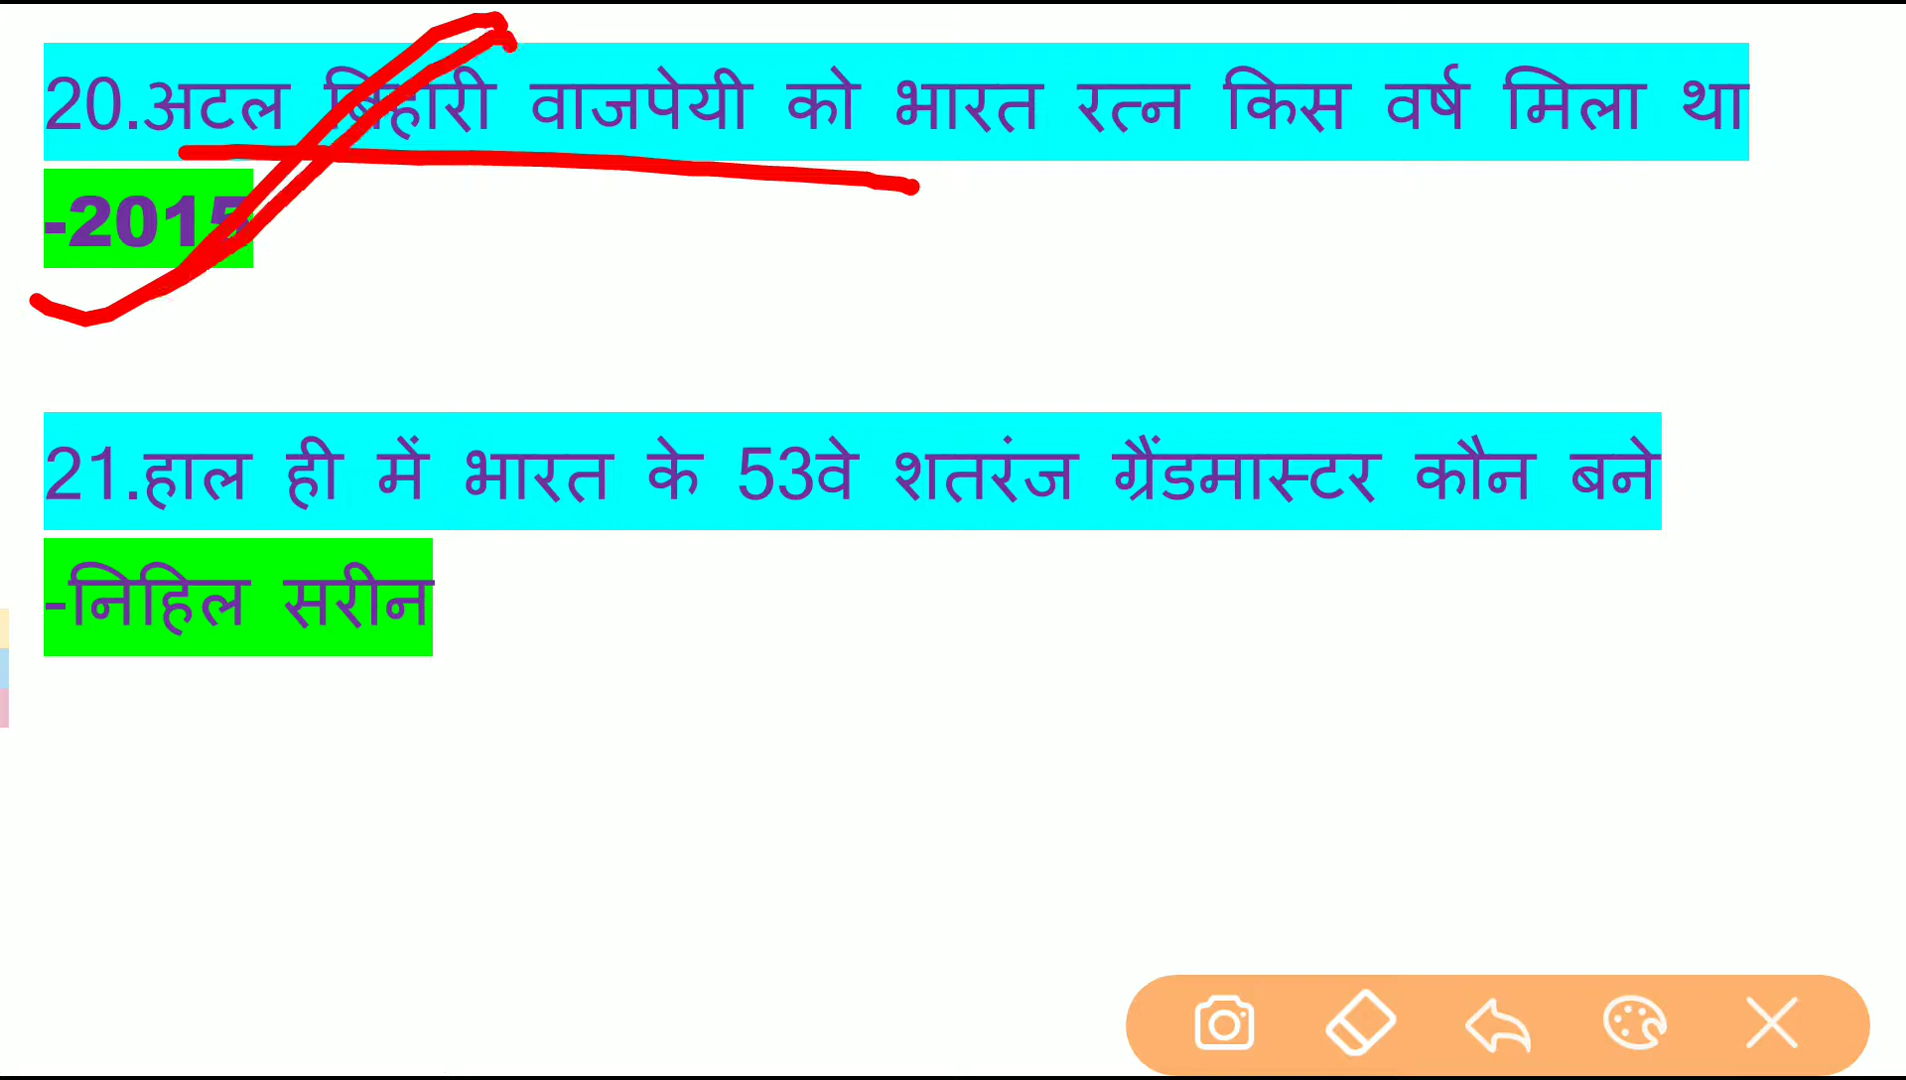 20.अटल बिहारी वाजपेयी को भारत रत्न किस वर्ष मिला था
-2015
21.हाल ही में भारत के 53वे शतरंज ग्रैंडमास्टर कौन बने
-निहिल सरीन